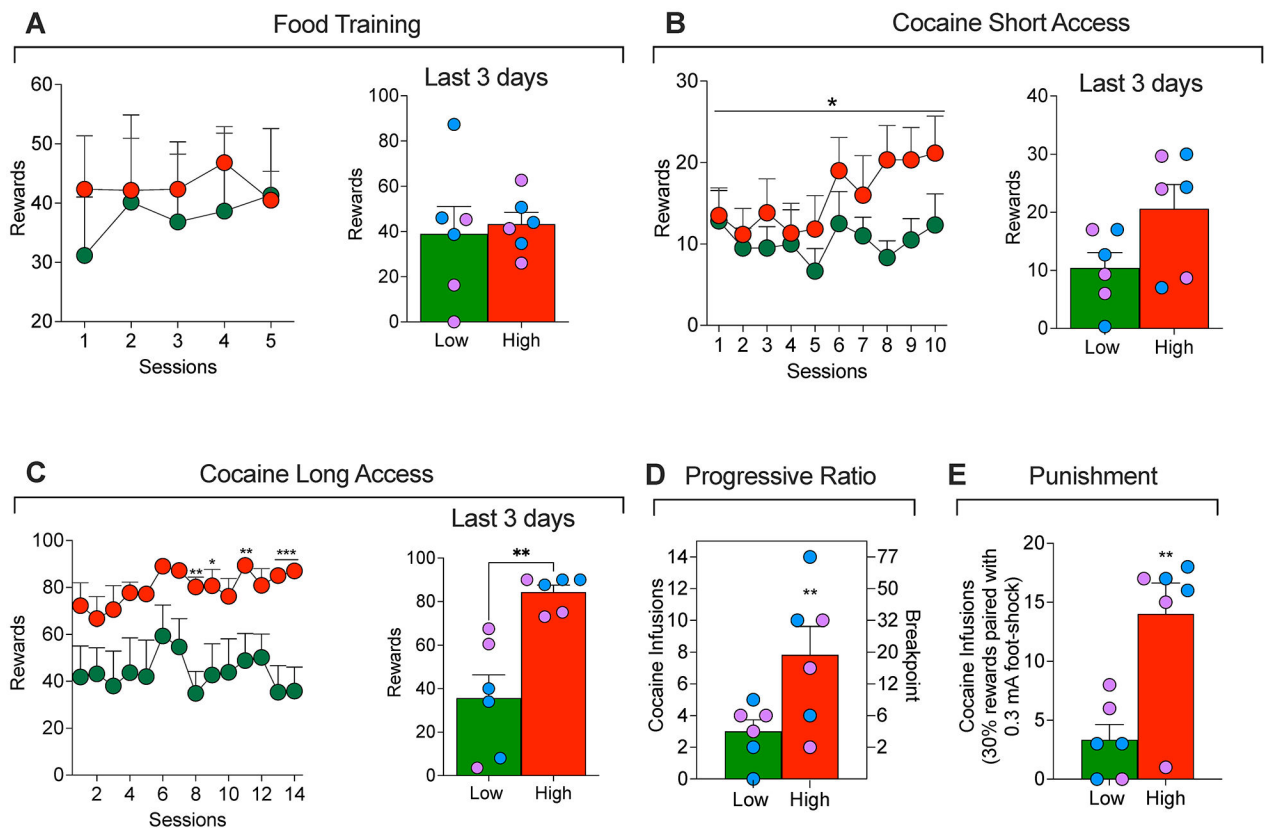 A Food Training
60
50
40
30
20
Rewards
1 2 3 4 5
Sessions
Last 3 days
100
80
60
40
20
0
Rewards
Low High
B Cocaine Short Access
30
20
10
0
Rewards
*
1 2 3 4 5 6 7 8 9 10
Sessions
Last 3 days
40
30
20
10
0
Rewards
Low High
C Cocaine Long Access
100
80
60
40
20
0
Rewards
** * ** ***
2 4 6 8 10 12 14
Sessions
Last 3 days
100
80
60
40
20
0
Rewards
**
Low High
D Progressive Ratio
14
12
10
8
6
4
2
0
Cocaine Infusions
**
77
50
32
20
12
6
2
Breakpoint
Low High
E Punishment
20
15
10
5
0
Cocaine Infusions
(30% rewards paired with
0.3 mA foot-shock)
**
Low High